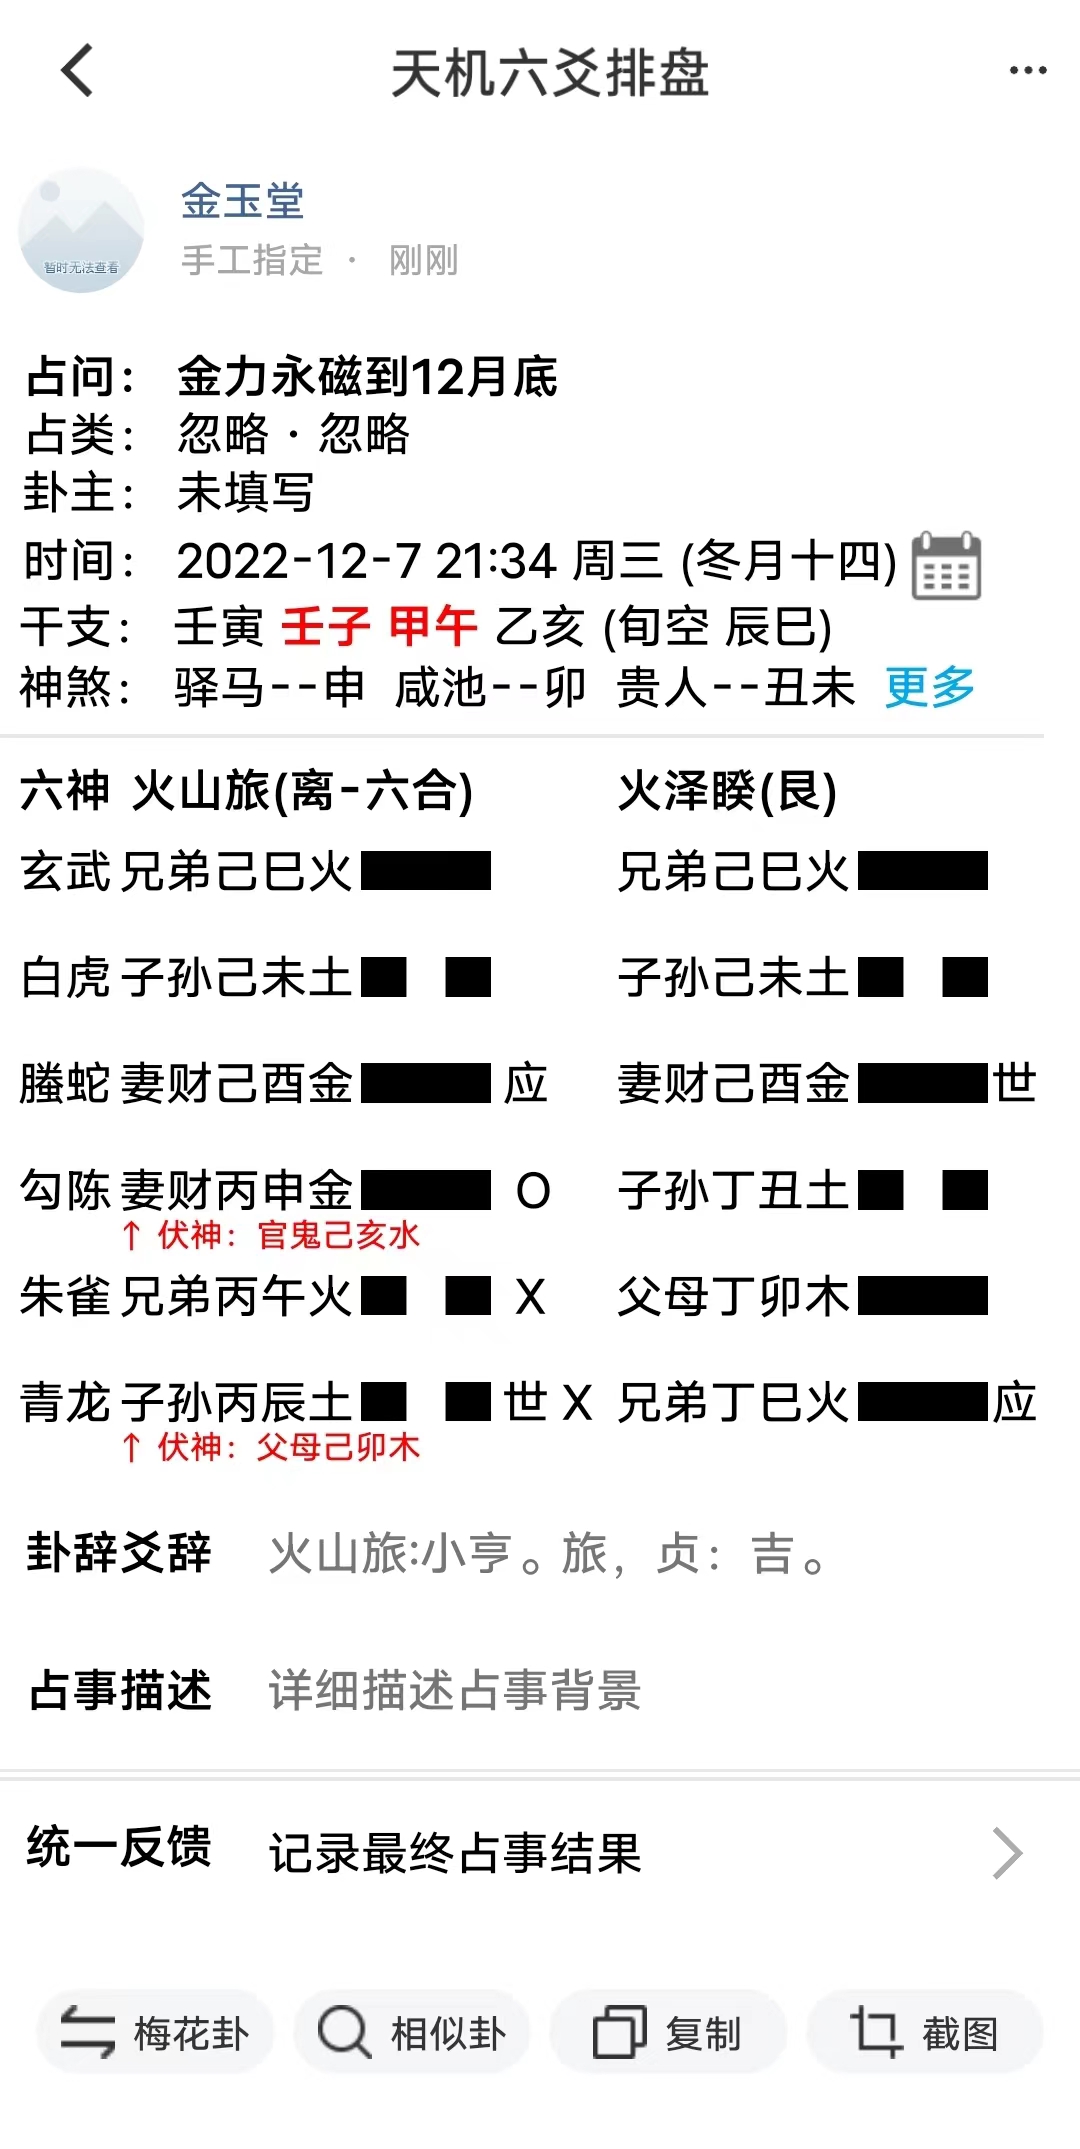 天机六爻排盘
金玉堂
暂时无法查看
手工指定 · 刚刚
占问： 金力永磁到12月底
占类： 忽略 · 忽略
卦主： 未填写
时间： 2022-12-7 21:34 周三 (冬月十四)
干支： 壬寅 壬子 甲午 乙亥 (旬空 辰巳)
神煞： 驿马--申 咸池--卯 贵人--丑未 更多
六神 火山旅(离-六合) 火泽睽(艮)
玄武 兄弟己巳火 兄弟己巳火
白虎 子孙己未土 子孙己未土
螣蛇 妻财己酉金 应 妻财己酉金 世
勾陈 妻财丙申金 O 子孙丁丑土
↑ 伏神：官鬼己亥水
朱雀 兄弟丙午火 X 父母丁卯木
青龙 子孙丙辰土 世 X 兄弟丁巳火 应
↑ 伏神：父母己卯木
卦辞爻辞 火山旅:小亨。旅，贞：吉。
占事描述 详细描述占事背景
统一反馈 记录最终占事结果
梅花卦 相似卦 复制 截图